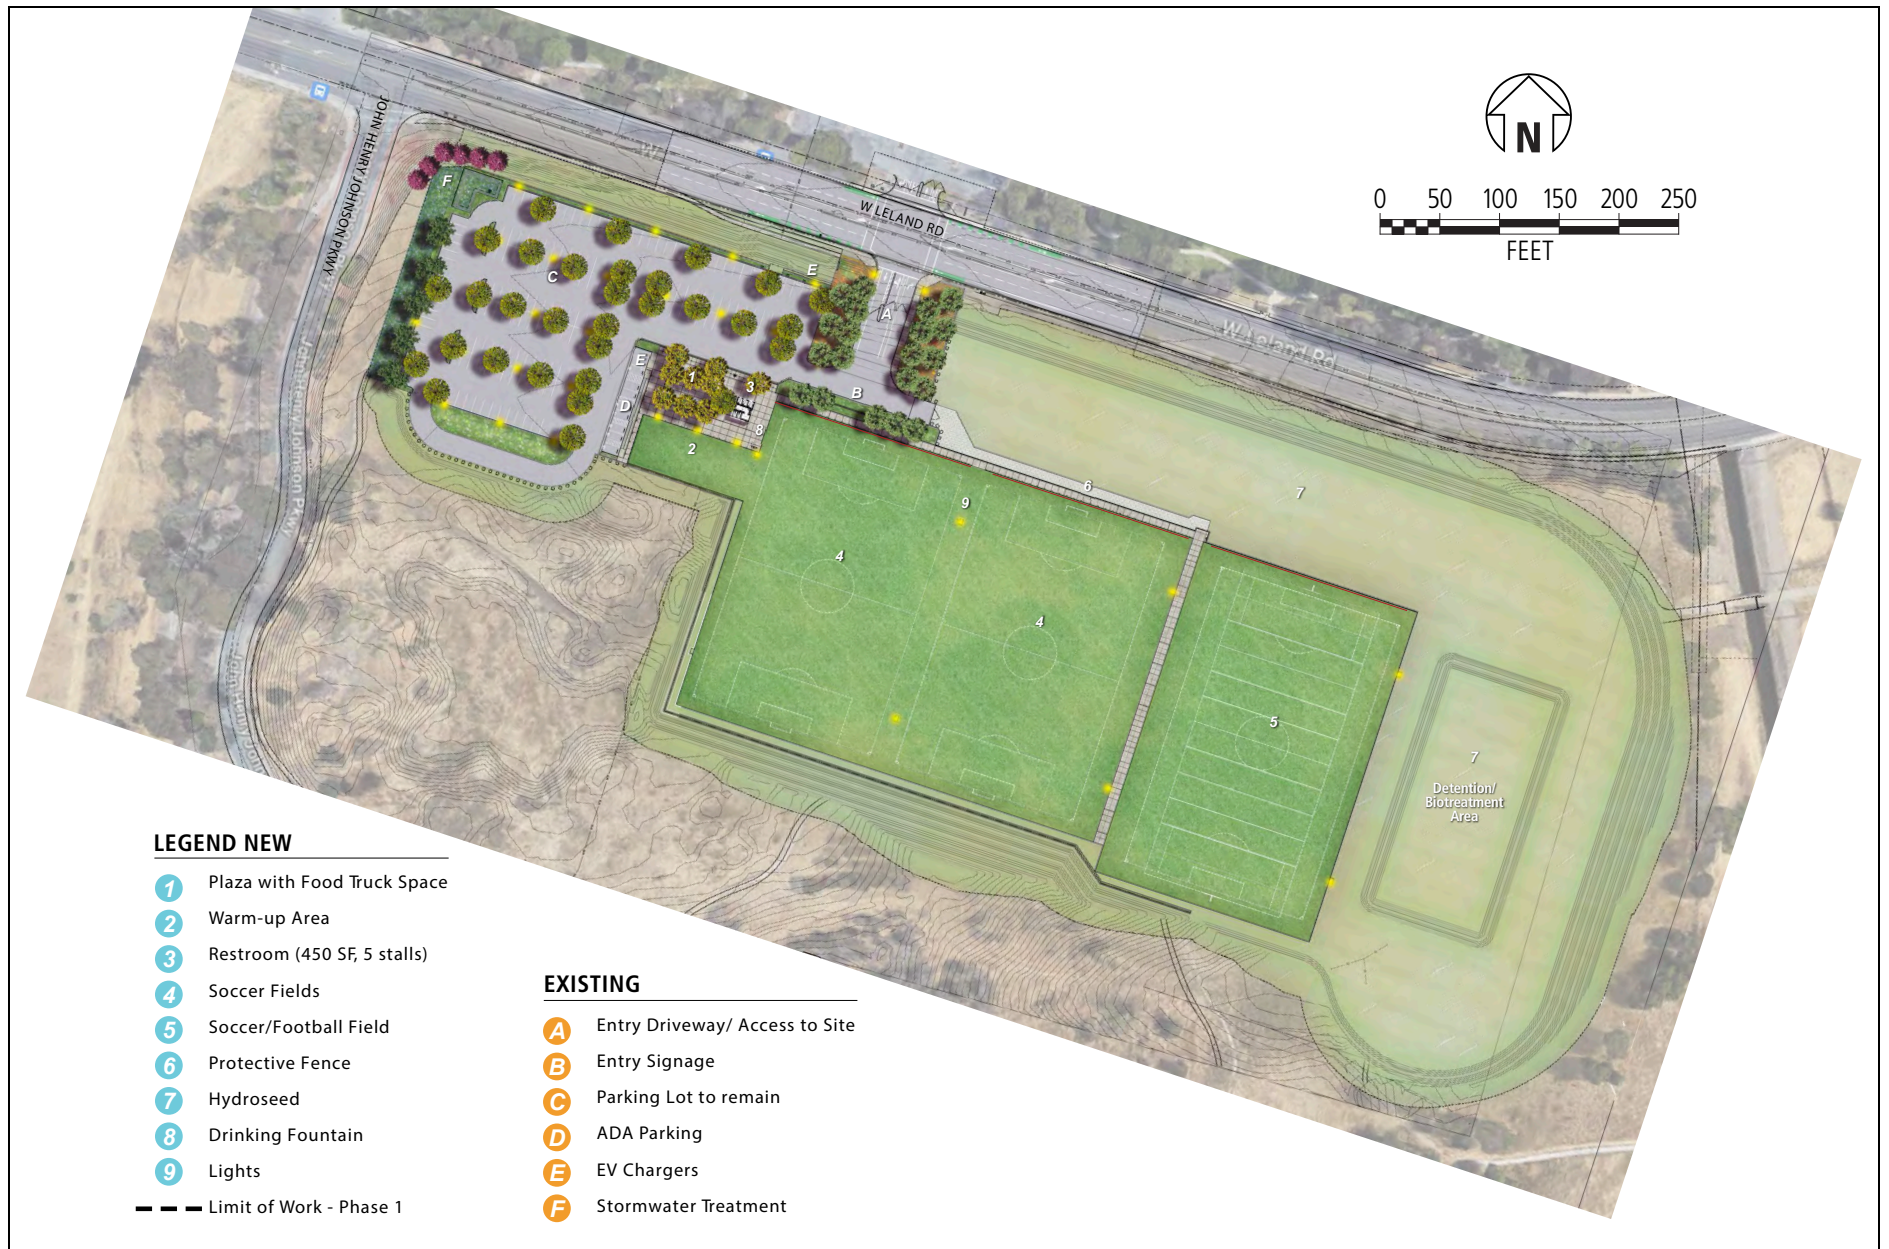 N
0 50 100 150 200 250
FEET
JOHN HENRY JOHNSON PKWY
W LELAND RD
W Leland Rd
John Henry Johnson Pkwy
F
C
E
A
E
1
3
B
D
8
2
6
7
9
4
4
5
7
Detention/
Biotreatment
Area
LEGEND NEW
1 Plaza with Food Truck Space
2 Warm-up Area
3 Restroom (450 SF, 5 stalls)
4 Soccer Fields
5 Soccer/Football Field
6 Protective Fence
7 Hydroseed
8 Drinking Fountain
9 Lights
Limit of Work - Phase 1
EXISTING
A Entry Driveway/ Access to Site
B Entry Signage
C Parking Lot to remain
D ADA Parking
E EV Chargers
F Stormwater Treatment